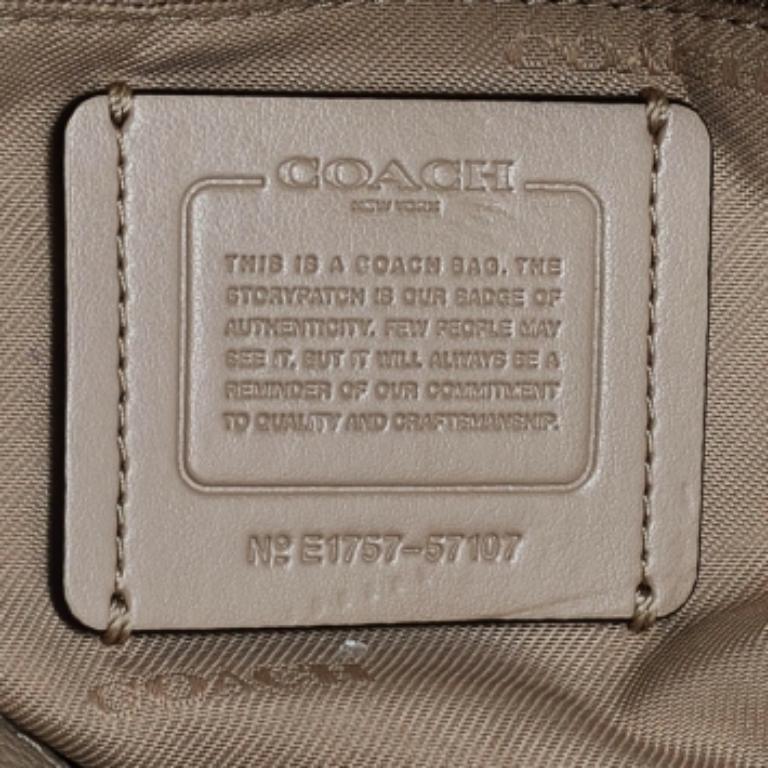 COA
COACH
NEW YORK
THIS IS A COACH BAG. THE
STORYPATCH IS OUR BADGE OF
AUTHENTICITY. FEW PEOPLE MAY
SEE IT, BUT IT WILL ALWAYS BE A
REMINDER OF OUR COMMITMENT
TO QUALITY AND CRAFTSMANSHIP.
Nº E1757-57107
COACH